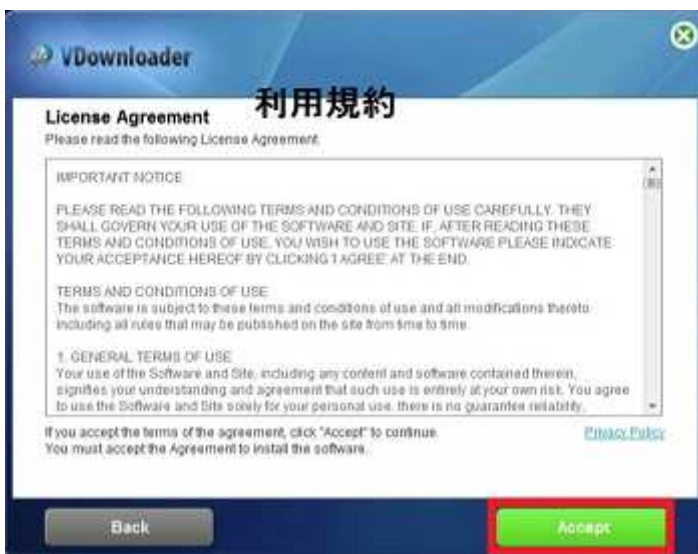 VDownloader
利用規約
License Agreement
Please read the following License Agreement.
IMPORTANT NOTICE
PLEASE READ THE FOLLOWING TERMS AND CONDITIONS OF USE CAREFULLY. THEY
SHALL GOVERN YOUR USE OF THE SOFTWARE AND SITE. IF, AFTER READING THESE
TERMS AND CONDITIONS OF USE, YOU WISH TO USE THE SOFTWARE PLEASE INDICATE
YOUR ACCEPTANCE HEREOF BY CLICKING 'I AGREE' AT THE END.
TERMS AND CONDITIONS OF USE
The software is subject to these terms and conditions of use and all modifications thereto
including all rules that may be published on the site from time to time.
1. GENERAL TERMS OF USE
Your use of the Software and Site, including any content and software contained therein,
signifies your understanding and agreement that such use is entirely at your own risk. You agree
to use the Software and Site solely for your personal use. there is no guarantee reliability,
If you accept the terms of the agreement, click "Accept" to continue.
Privacy Policy
You must accept the Agreement to install the software.
Back
Accept